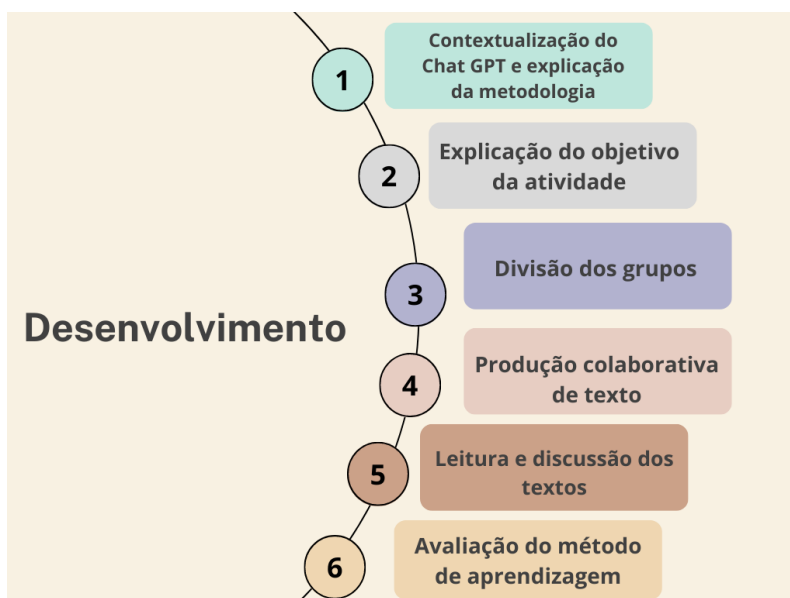 1
Contextualização do
Chat GPT e explicação
da metodologia
2
Explicação do objetivo
da atividade
3
Divisão dos grupos
Desenvolvimento
4
Produção colaborativa
de texto
5
Leitura e discussão dos
textos
6
Avaliação do método
de aprendizagem